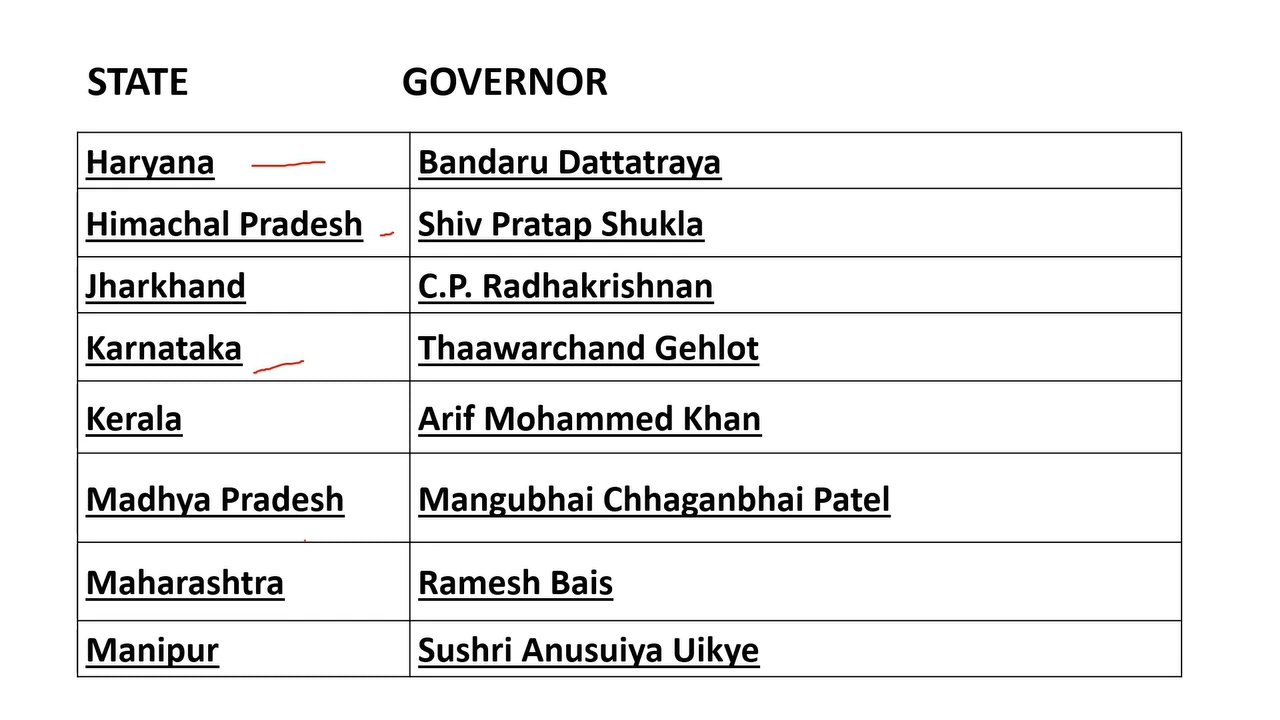 STATE GOVERNOR
Haryana Bandaru Dattatraya
Himachal Pradesh Shiv Pratap Shukla
Jharkhand C.P. Radhakrishnan
Karnataka Thaawarchand Gehlot
Kerala Arif Mohammed Khan
Madhya Pradesh Mangubhai Chhaganbhai Patel
Maharashtra Ramesh Bais
Manipur Sushri Anusuiya Uikye